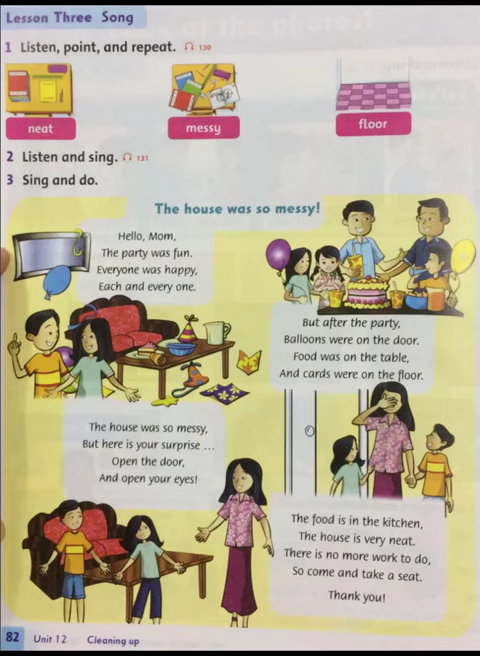 Lesson Three Song
1 Listen, point, and repeat. 130
neat
messy
floor
2 Listen and sing. 131
3 Sing and do.
The house was so messy!
Hello, Mom,
The party was fun.
Everyone was happy,
Each and every one.
But after the party,
Balloons were on the door.
Food was on the table,
And cards were on the floor.
The house was so messy,
But here is your surprise ...
Open the door,
And open your eyes!
The food is in the kitchen,
The house is very neat.
There is no more work to do,
So come and take a seat.
Thank you!
82 Unit 12 Cleaning up